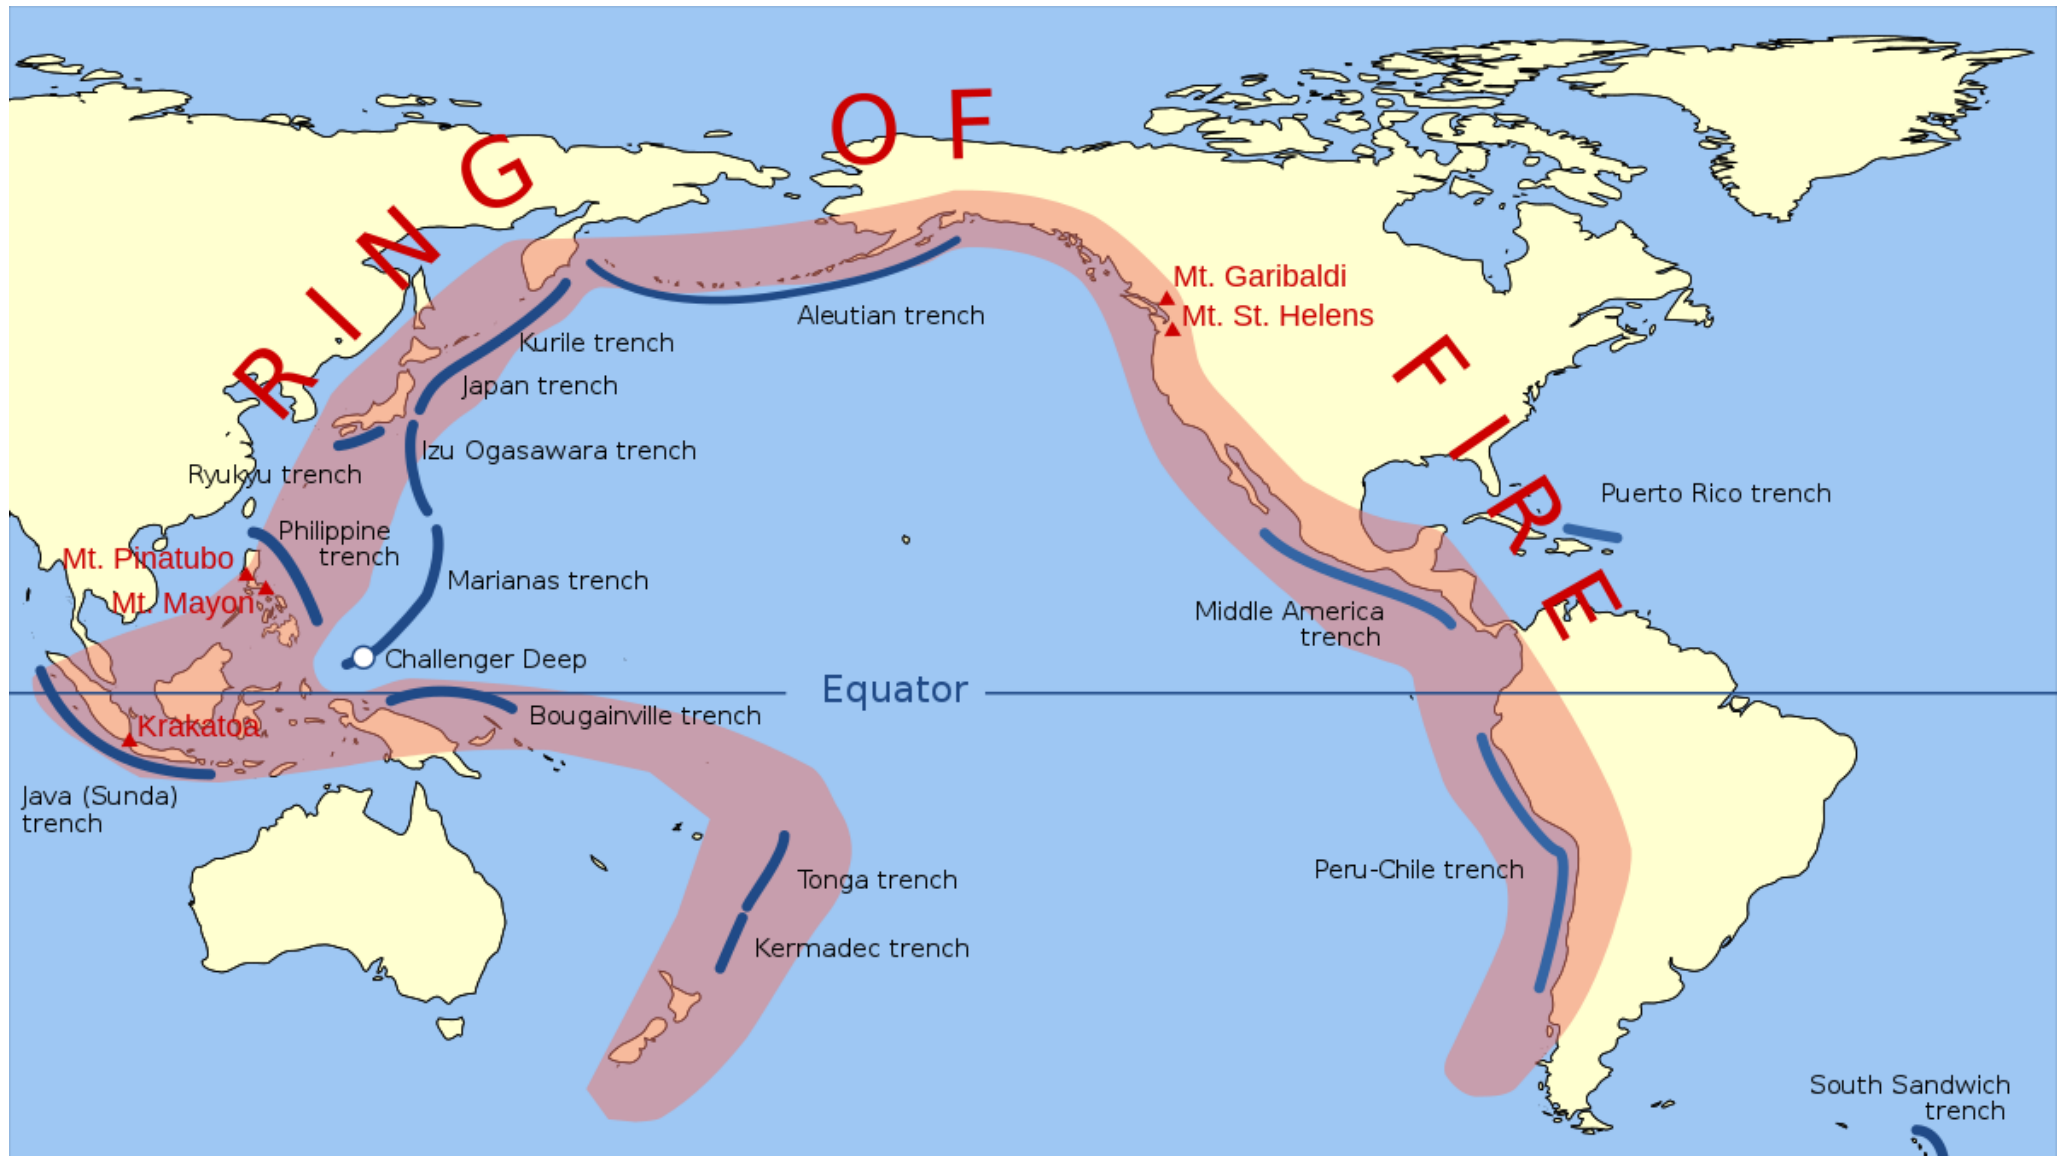 RING OF FIRE
Mt. Garibaldi
Mt. St. Helens
Aleutian trench
Kurile trench
Japan trench
Izu Ogasawara trench
Ryukyu trench
Puerto Rico trench
Philippine
trench
Mt. Pinatubo
Mt. Mayon
Marianas trench
Middle America
trench
Challenger Deep
Equator
Bougainville trench
Krakatoa
Java (Sunda)
trench
Peru-Chile trench
Tonga trench
Kermadec trench
South Sandwich
trench